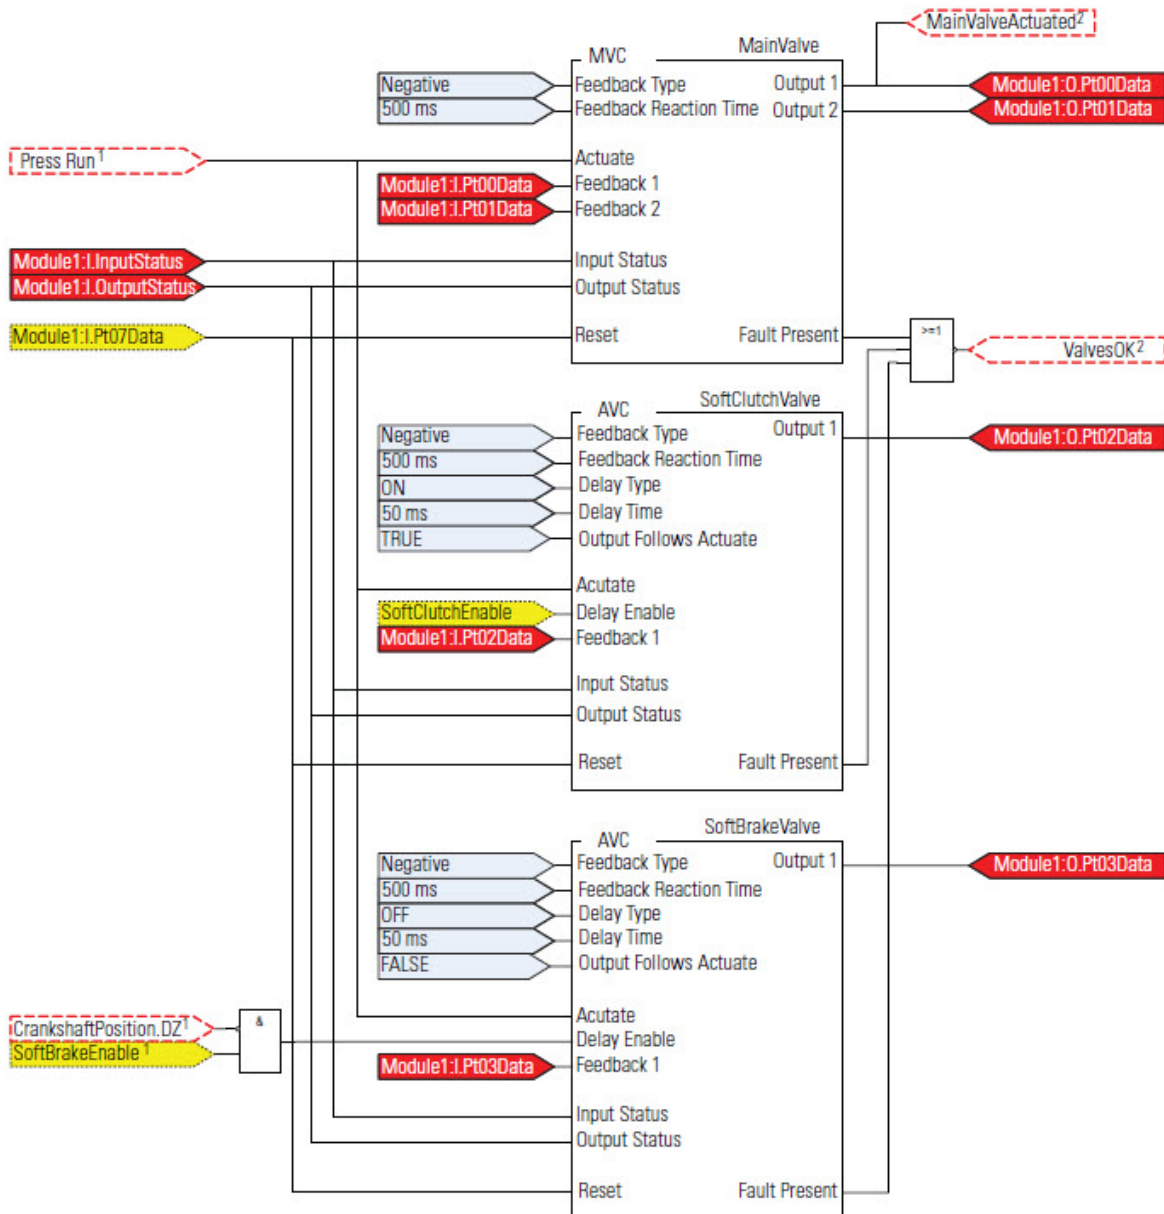 MainValveActuated2
MVC MainValve
Negative Feedback Type Output 1 Module1:O.Pt00Data
500 ms Feedback Reaction Time Output 2 Module1:O.Pt01Data
Press Run1 Actuate
Module1:I.Pt00Data Feedback 1
Module1:I.Pt01Data Feedback 2
Module1:I.InputStatus Input Status
Module1:I.OutputStatus Output Status
Module1:I.Pt07Data Reset Fault Present >=1
ValvesOK2
AVC SoftClutchValve
Negative Feedback Type Output 1 Module1:O.Pt02Data
500 ms Feedback Reaction Time
ON Delay Type
50 ms Delay Time
TRUE Output Follows Actuate
Acutate
SoftClutchEnable Delay Enable
Module1:I.Pt02Data Feedback 1
Input Status
Output Status
Reset Fault Present
AVC SoftBrakeValve
Negative Feedback Type Output 1 Module1:O.Pt03Data
500 ms Feedback Reaction Time
OFF Delay Type
50 ms Delay Time
FALSE Output Follows Actuate
CrankshaftPosition.DZ1 & Acutate
SoftBrakeEnable 1 Delay Enable
Module1:I.Pt03Data Feedback 1
Input Status
Output Status
Reset Fault Present